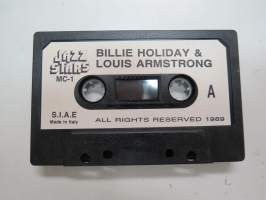 JAZZ
STARS
MC-1
BILLIE HOLIDAY &
LOUIS ARMSTRONG
A
S.I.A.E
Made in Italy
ALL RIGHTS RESERVED 1989